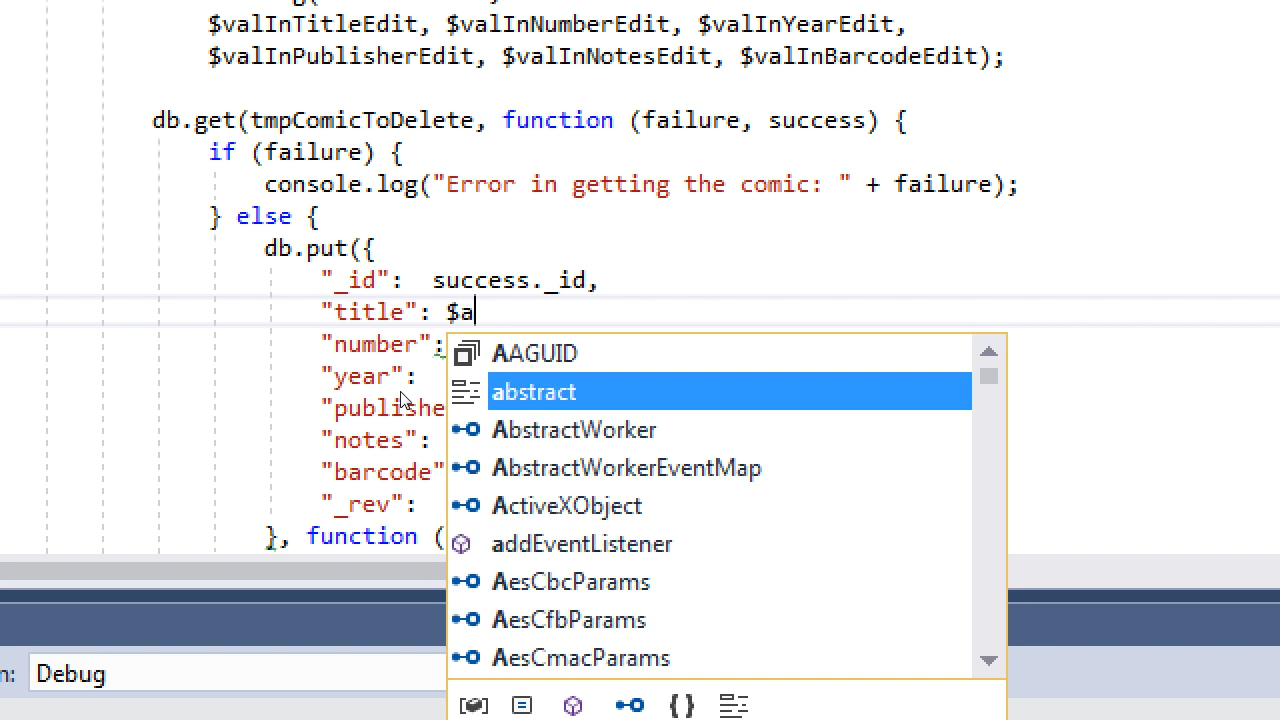 $valInTitleEdit, $valInNumberEdit, $valInYearEdit,
$valInPublisherEdit, $valInNotesEdit, $valInBarcodeEdit);
db.get(tmpComicToDelete, function (failure, success) {
if (failure) {
console.log("Error in getting the comic: " + failure);
} else {
db.put({
"_id":  success._id,
"title": $a
"number":
"year":
"publishe
"notes":
"barcode"
"_rev":
}, function (
AAGUID
abstract
AbstractWorker
AbstractWorkerEventMap
ActiveXObject
addEventListener
AesCbcParams
AesCfbParams
AesCmacParams
n: Debug